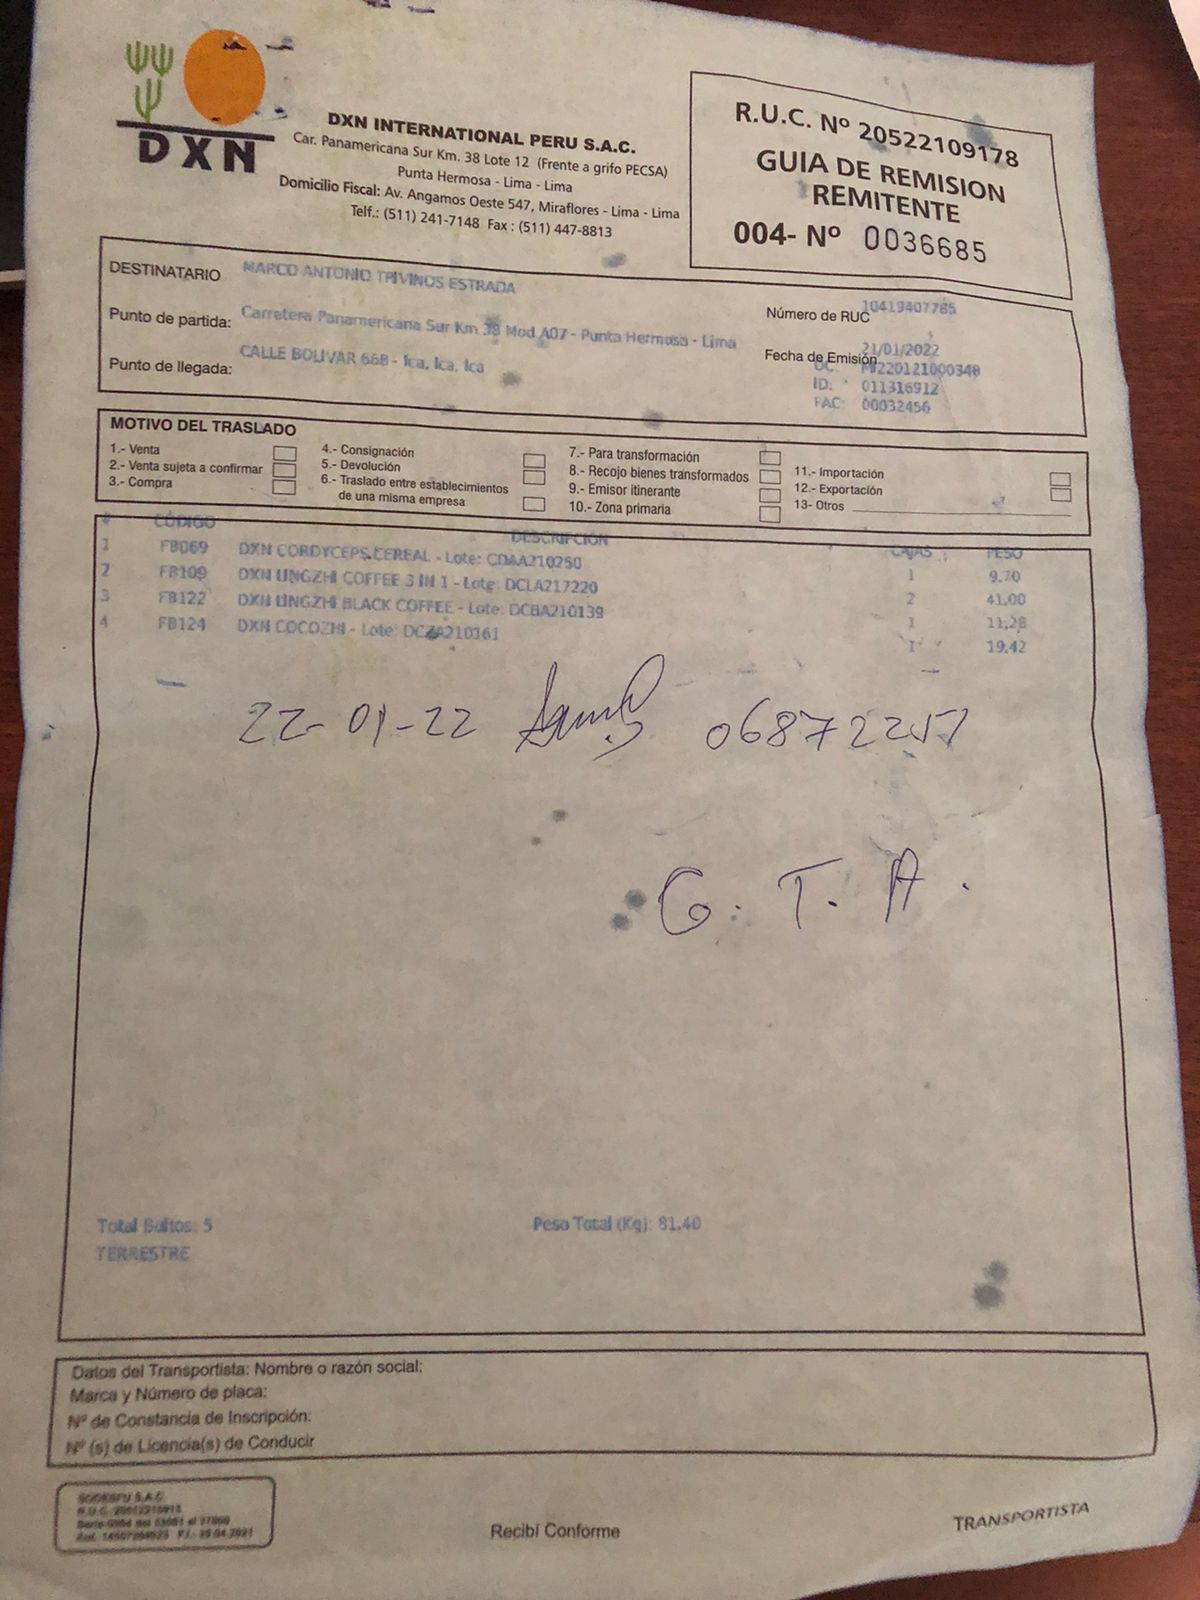 DXN
DXN INTERNATIONAL PERU S.A.C.
Car. Panamericana Sur Km. 38 Lote 12 (Frente a grifo PECSA)
Punta Hermosa - Lima - Lima
Domicilio Fiscal: Av. Angamos Oeste 547, Miraflores - Lima - Lima
Telf.: (511) 241-7148 Fax : (511) 447-8813
R.U.C. Nº 20522109178
GUIA DE REMISION
REMITENTE
004- Nº 0036685
DESTINATARIO MARCO ANTONIO TRIVINOS ESTRADA
Número de RUC 10419407785
Punto de partida: Carretera Panamericana Sur Km 38 Mod A07 - Punta Hermosa - Lima
Fecha de Emisión 21/01/2022
Punto de llegada: CALLE BOLIVAR 668 - Ica, Ica, Ica
OC: PI220121000348
ID: 011316912
FAC: 00032456
MOTIVO DEL TRASLADO
1.- Venta
2.- Venta sujeta a confirmar
3.- Compra
4.- Consignación
5.- Devolución
6.- Traslado entre establecimientos
de una misma empresa
7.- Para transformación
8.- Recojo bienes transformados
9.- Emisor itinerante
10.- Zona primaria
11.- Importación
12.- Exportación
13- Otros
# CÓDIGO DESCRIPCIÓN CAJAS PESO
1 FB069 DXN CORDYCEPS CEREAL - Lote: CDAA210250 1 9.70
2 FB109 DXN LINGZHI COFFEE 3 IN 1 - Lote: DCLA217220 2 41.00
3 FB122 DXN LINGZHI BLACK COFFEE - Lote: DCBA210139 1 11.28
4 FB124 DXN COCOZHI - Lote: DCZA210161 1 19.42
22-01-22 06872257
G. T. A.
Total Bultos: 5 Peso Total (Kg): 81.40
TERRESTRE
Datos del Transportista: Nombre o razón social:
Marca y Número de placa:
Nº de Constancia de Inscripción:
Nº (s) de Licencia(s) de Conducir
Recibí Conforme
TRANSPORTISTA